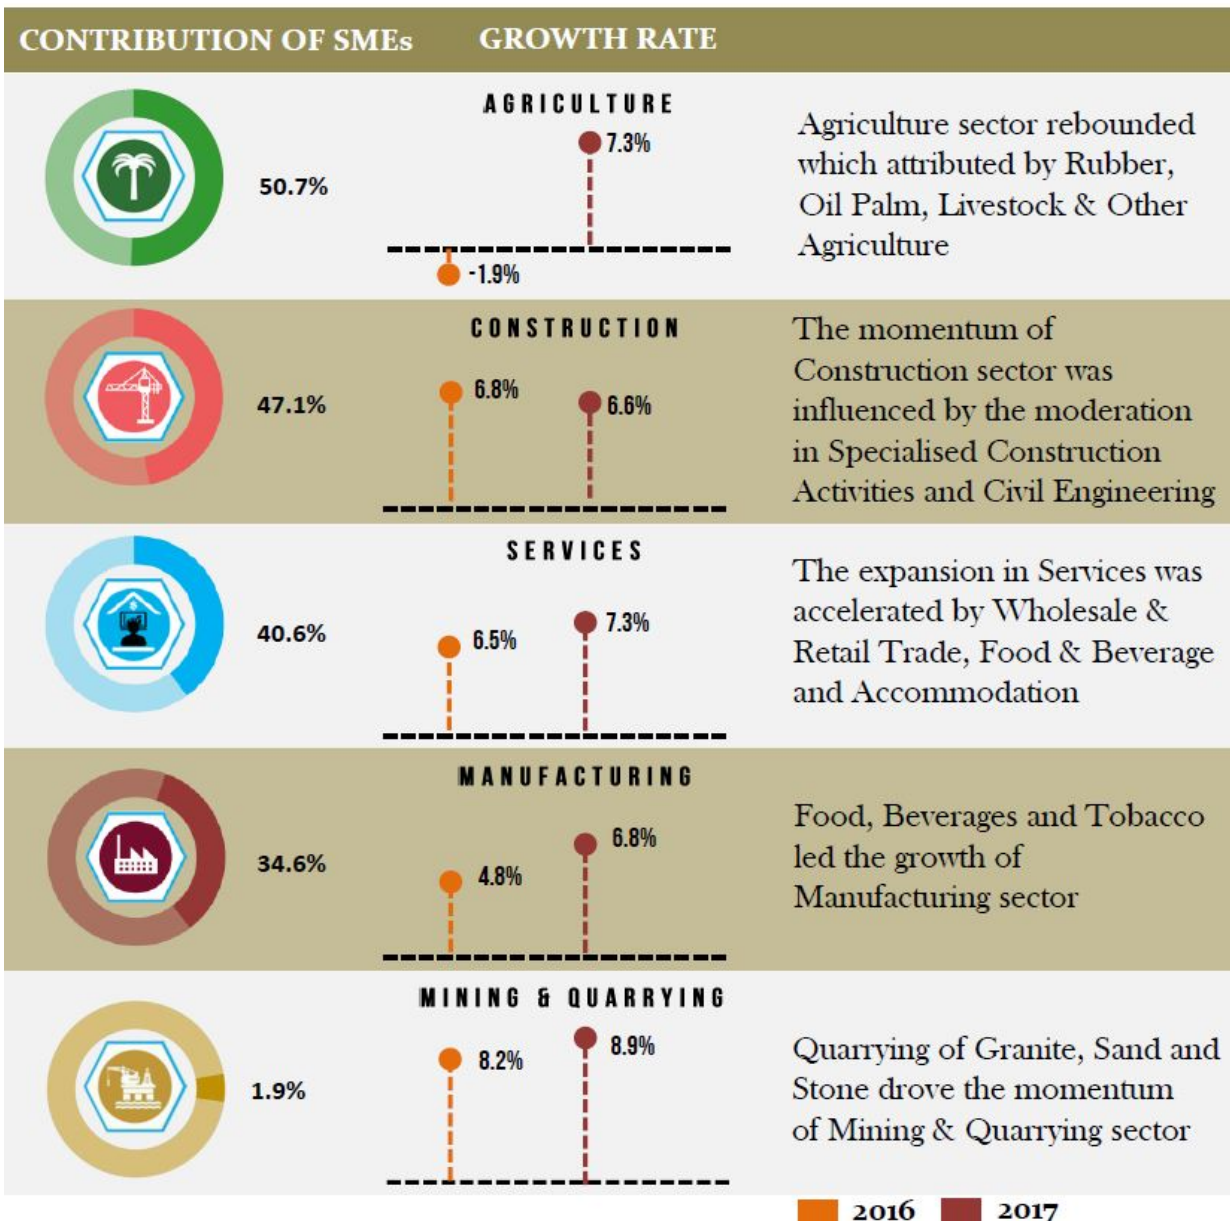 CONTRIBUTION OF SMEs GROWTH RATE
AGRICULTURE
50.7%
7.3%
-1.9%
Agriculture sector rebounded
which attributed by Rubber,
Oil Palm, Livestock & Other
Agriculture
CONSTRUCTION
47.1%
6.8%
6.6%
The momentum of
Construction sector was
influenced by the moderation
in Specialised Construction
Activities and Civil Engineering
SERVICES
40.6%
6.5%
7.3%
The expansion in Services was
accelerated by Wholesale &
Retail Trade, Food & Beverage
and Accommodation
MANUFACTURING
34.6%
4.8%
6.8%
Food, Beverages and Tobacco
led the growth of
Manufacturing sector
MINING & QUARRYING
1.9%
8.2%
8.9%
Quarrying of Granite, Sand and
Stone drove the momentum
of Mining & Quarrying sector
2016 2017